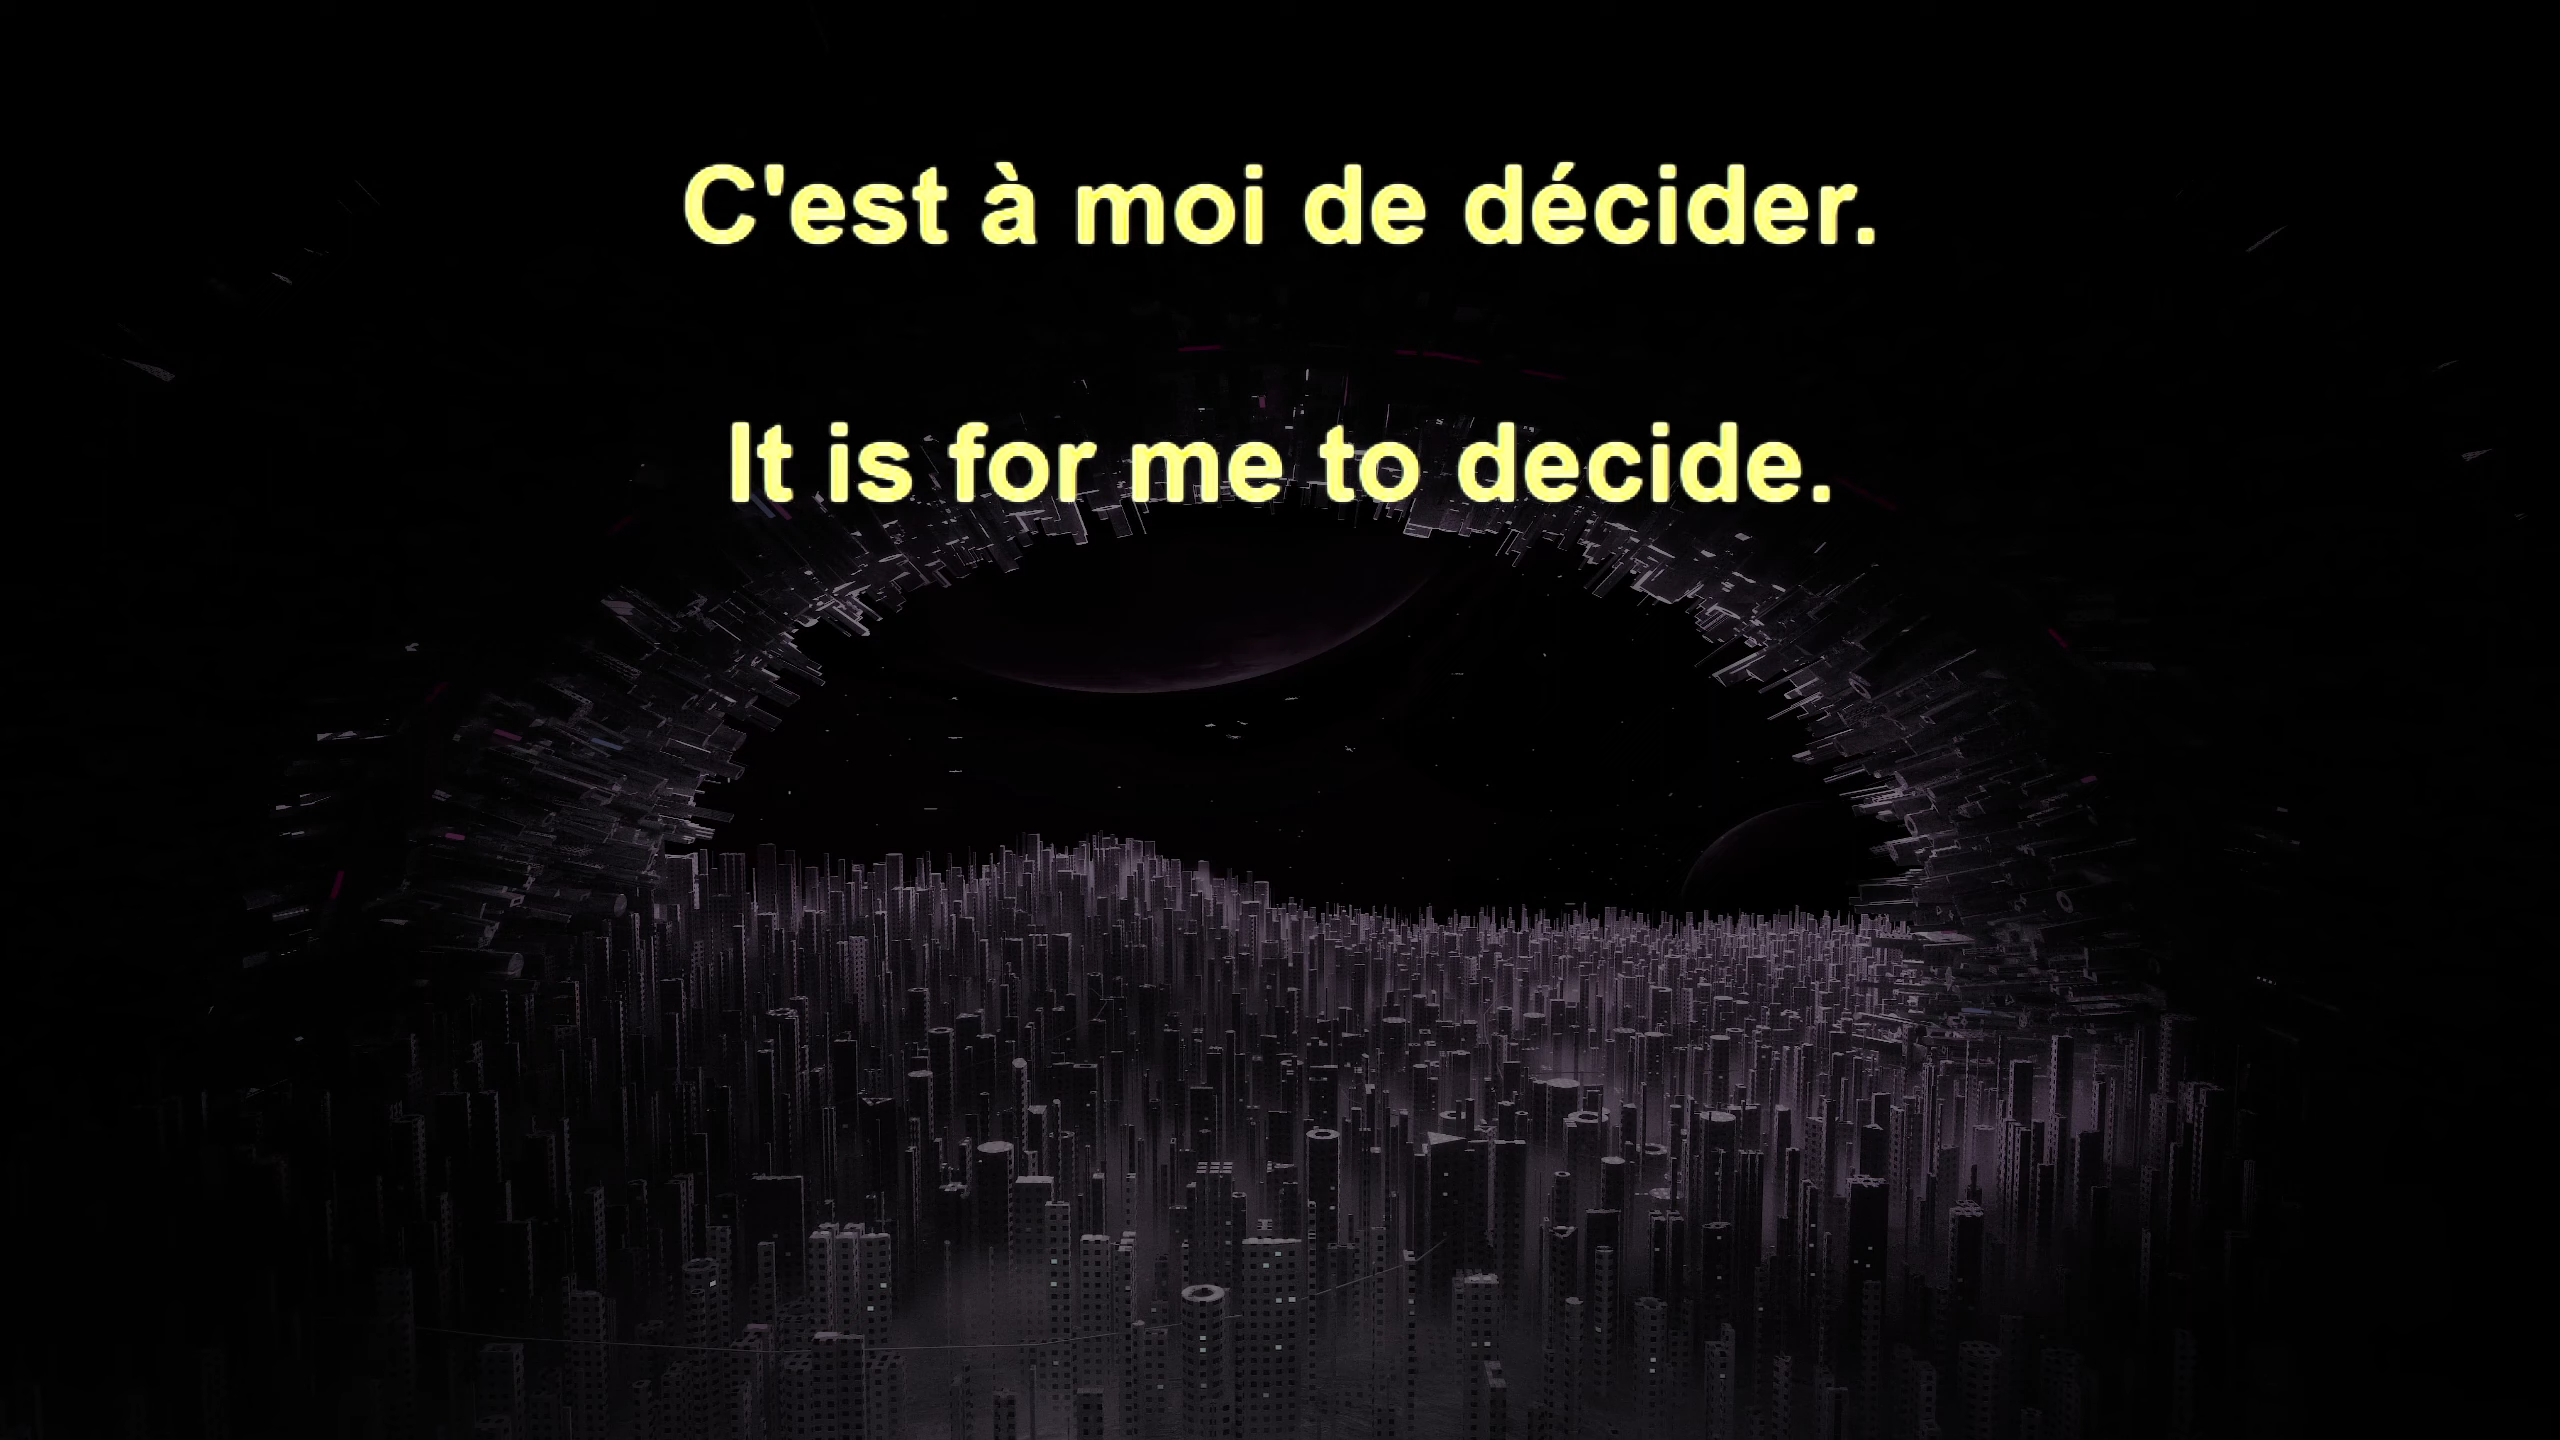 C'est à moi de décider.
It is for me to decide.